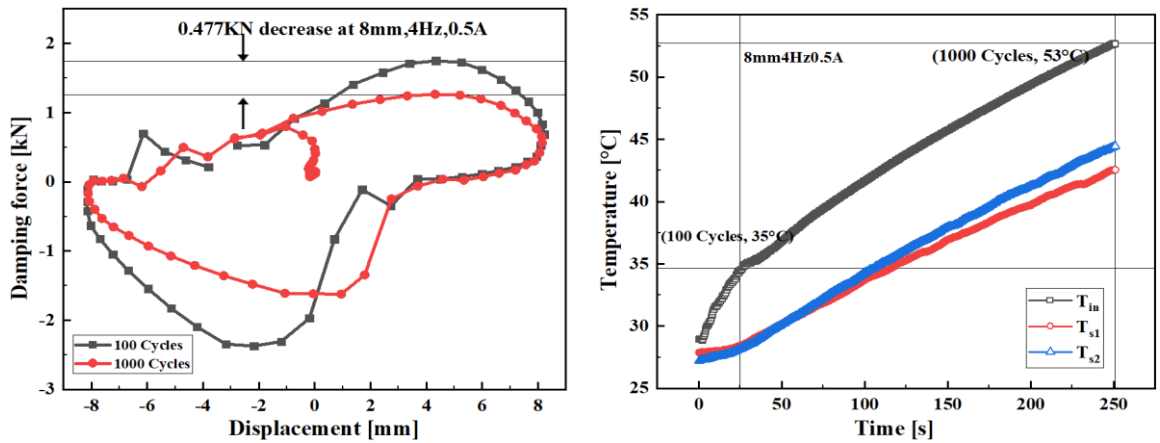 0.477KN decrease at 8mm,4Hz,0.5A
2
1
0
-1
-2
-3
Damping force [kN]
100 Cycles
1000 Cycles
-8
-6
-4
-2
0
2
4
6
8
Displacement [mm]
55
50
45
40
35
30
25
Temperature [°C]
8mm4Hz0.5A
(1000 Cycles, 53°C)
(100 Cycles, 35°C)
Tin
Ts1
Ts2
0
50
100
150
200
250
Time [s]